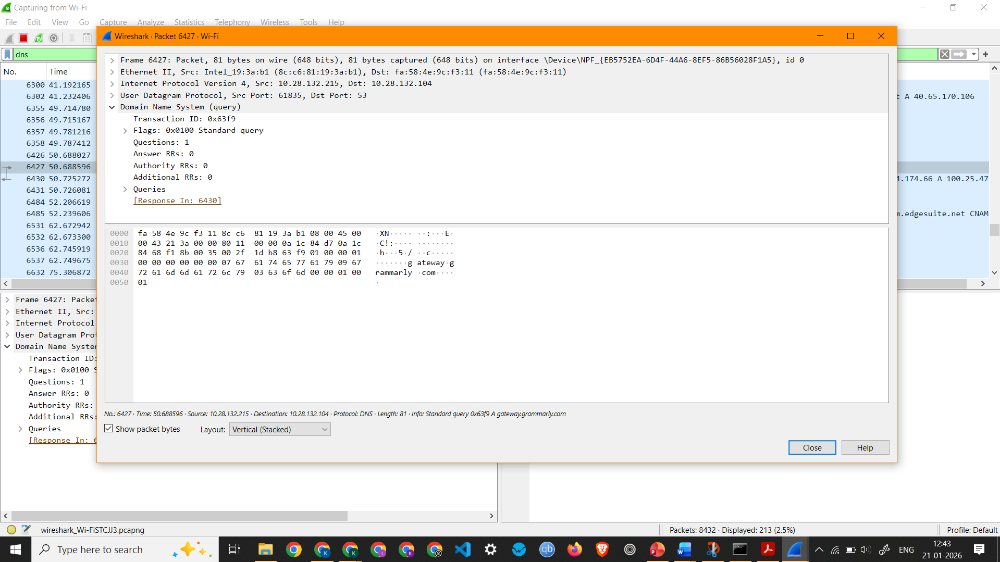 Capturing from Wi-Fi
File Edit View Go Capture Analyze Statistics Telephony Wireless Tools Help
dns
No. Time
6300 41.192165
6302 41.232406 A 40.65.170.106
6355 49.714780
6356 49.715167
6357 49.781216
6358 49.787412
6426 50.688027
6427 50.688596
6430 50.725272 .174.66 A 100.25.47
6431 50.726081
6484 52.206619
6485 52.239606 .edgesuite.net CNAM
6531 62.672942
6532 62.673300
6536 62.745919
6537 62.749675
6632 75.306872
Wireshark · Packet 6427 · Wi-Fi
Frame 6427: Packet, 81 bytes on wire (648 bits), 81 bytes captured (648 bits) on interface \Device\NPF_{EB5752EA-6D4F-44A6-8EF5-86B56028F1A5}, id 0
Ethernet II, Src: Intel_19:3a:b1 (8c:c6:81:19:3a:b1), Dst: fa:58:4e:9c:f3:11 (fa:58:4e:9c:f3:11)
Internet Protocol Version 4, Src: 10.28.132.215, Dst: 10.28.132.104
User Datagram Protocol, Src Port: 61835, Dst Port: 53
Domain Name System (query)
Transaction ID: 0x63f9
Flags: 0x0100 Standard query
Questions: 1
Answer RRs: 0
Authority RRs: 0
Additional RRs: 0
Queries
[Response In: 6430]
0000 fa 58 4e 9c f3 11 8c c6 81 19 3a b1 08 00 45 00 ·XN····· ··:···E·
0010 00 43 21 3a 00 00 80 11 00 00 0a 1c 84 d7 0a 1c ·C!:···· ········
0020 84 68 f1 8b 00 35 00 2f 1d b8 63 f9 01 00 00 01 ·h···5·/ ··c·····
0030 00 00 00 00 00 00 07 67 61 74 65 77 61 79 09 67 ·······g ateway·g
0040 72 61 6d 6d 61 72 6c 79 03 63 6f 6d 00 00 01 00 rammarly ·com····
0050 01 ·
No.: 6427 · Time: 50.688596 · Source: 10.28.132.215 · Destination: 10.28.132.104 · Protocol: DNS · Length: 81 · Info: Standard query 0x63f9 A gateway.grammarly.com
Show packet bytes Layout: Vertical (Stacked)
Close Help
Frame 6427: Packet
Ethernet II, Src:
Internet Protocol
User Datagram Prot
Domain Name System
Transaction ID:
Flags: 0x0100 S
Questions: 1
Answer RRs: 0
Authority RRs:
Additional RRs:
Queries
[Response In: 6
wireshark_Wi-FiSTCJJ3.pcapng Packets: 8432 · Displayed: 213 (2.5%) Profile: Default
Type here to search ENG 12:43
21-01-2026